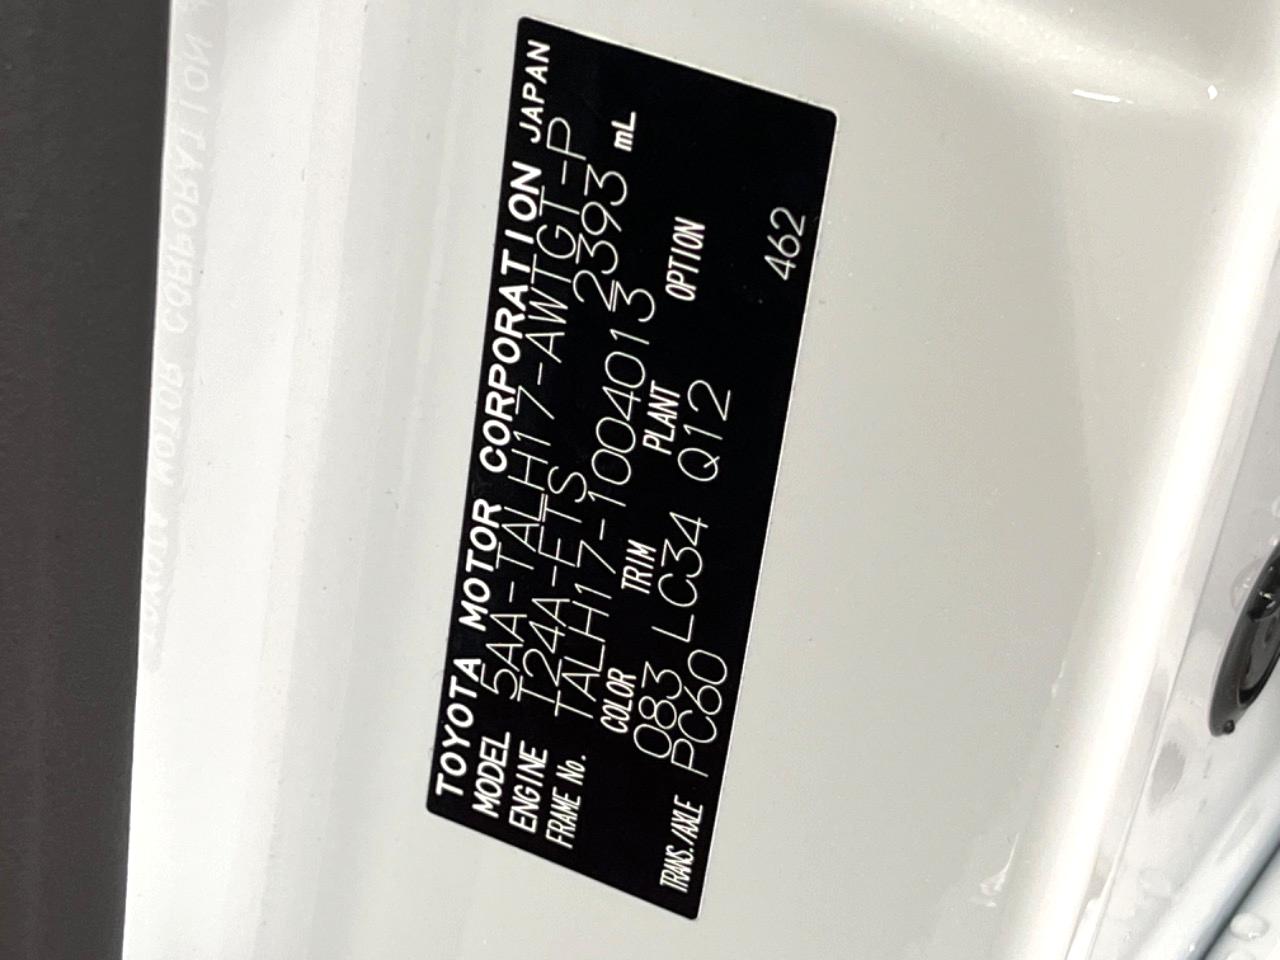 TOYOTA MOTOR CORPORATION JAPAN
MODEL 5AA-TALH17-AWTGT-P
ENGINE T24A-FTS 2393 mL
FRAME No. TALH17-1004013
COLOR TRIM PLANT OPTION
083 LC34 Q12
TRANS./AXLE PC60 462